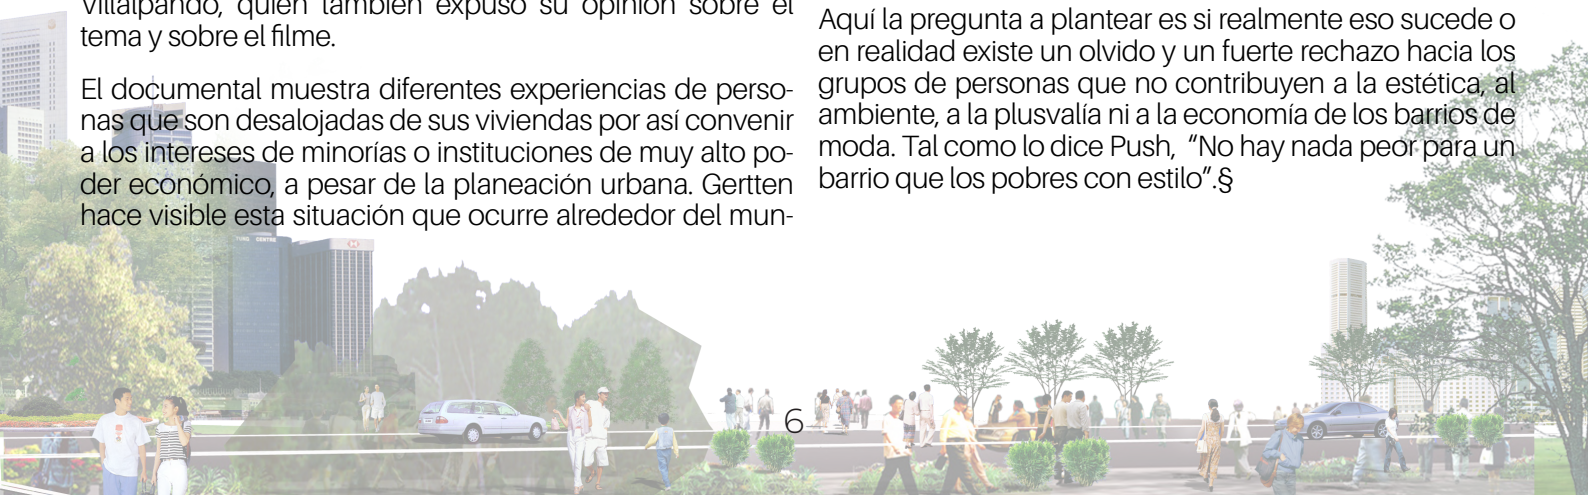 Villalpando, quien también expuso su opinión sobre el
tema y sobre el filme.
El documental muestra diferentes experiencias de perso-
nas que son desalojadas de sus viviendas por así convenir
a los intereses de minorías o instituciones de muy alto po-
der económico, a pesar de la planeación urbana. Gertten
hace visible esta situación que ocurre alrededor del mun-
Aquí la pregunta a plantear es si realmente eso sucede o
en realidad existe un olvido y un fuerte rechazo hacia los
grupos de personas que no contribuyen a la estética, al
ambiente, a la plusvalía ni a la economía de los barrios de
moda. Tal como lo dice Push, “No hay nada peor para un
barrio que los pobres con estilo”.§
6